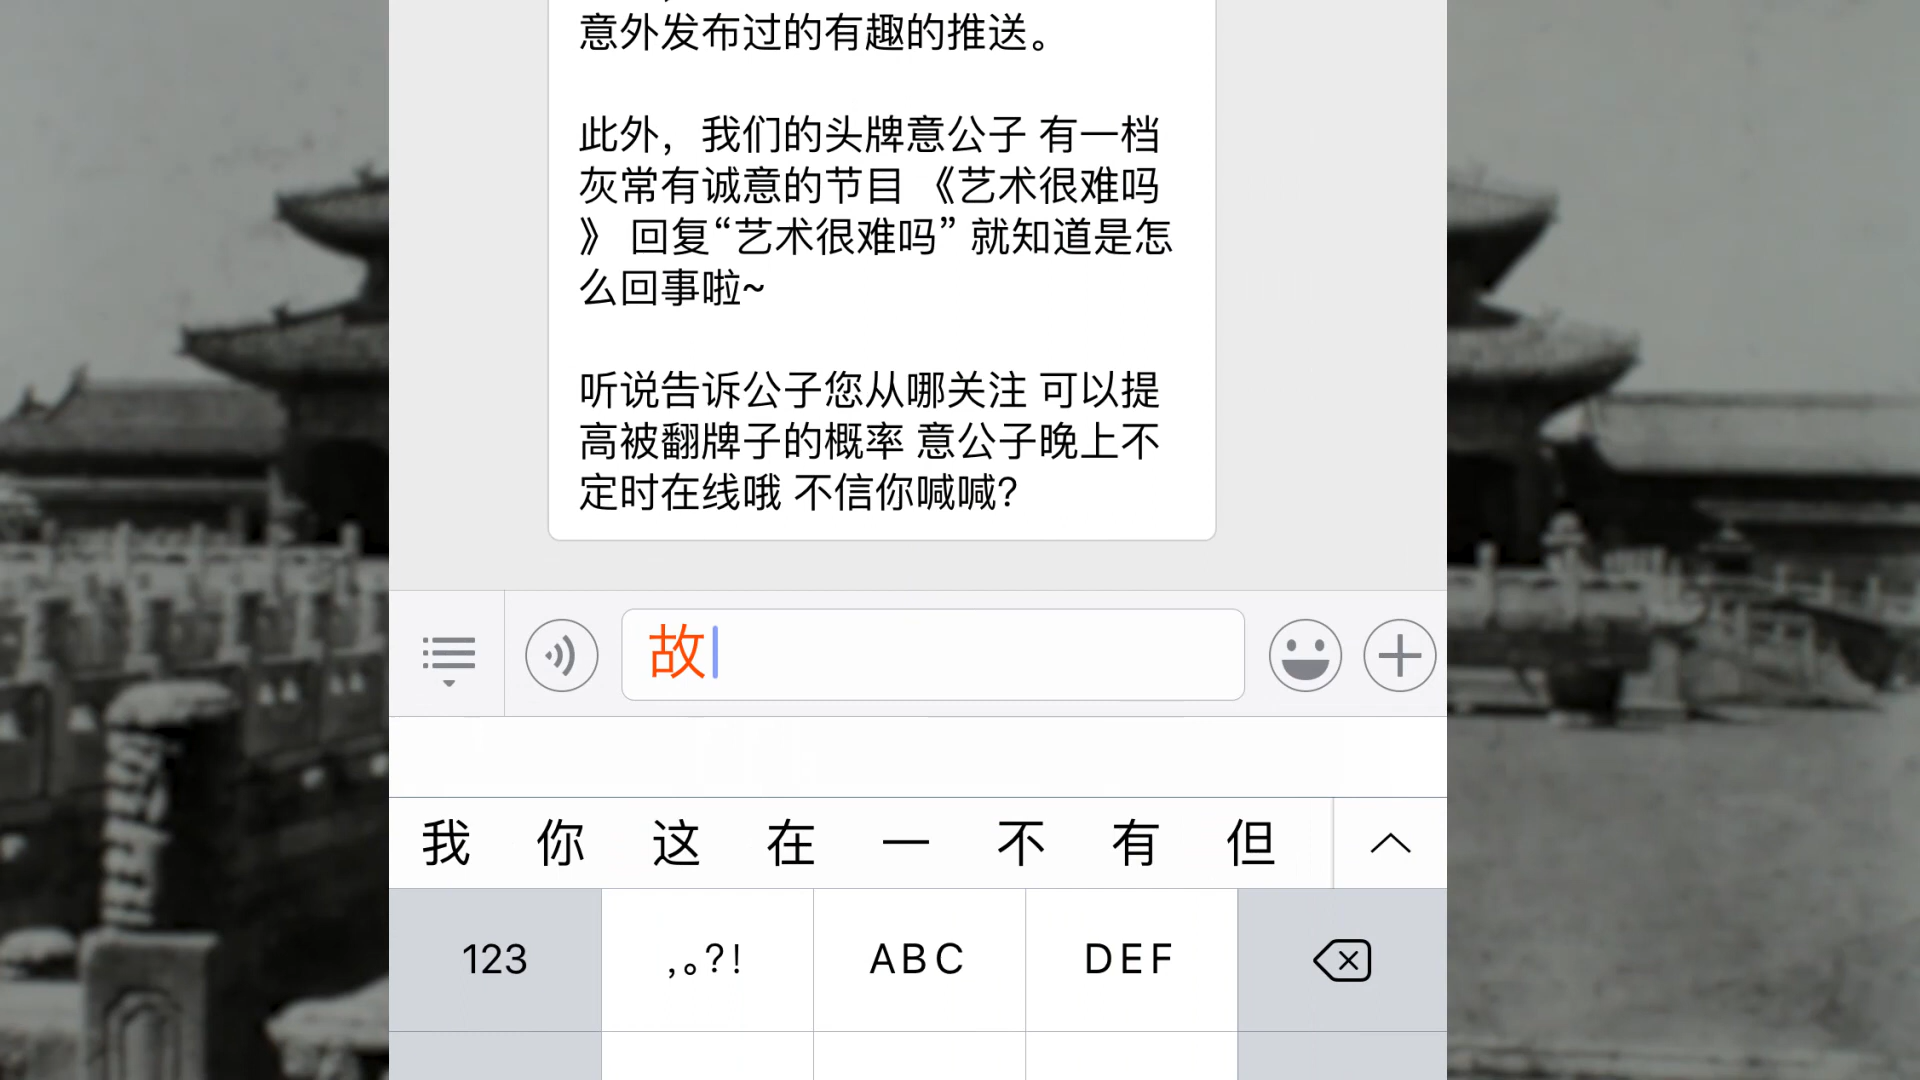 意外发布过的有趣的推送。
此外，我们的头牌意公子 有一档
灰常有诚意的节目 《艺术很难吗
》 回复“艺术很难吗” 就知道是怎
么回事啦~
听说告诉公子您从哪关注 可以提
高被翻牌子的概率 意公子晚上不
定时在线哦 不信你喊喊？
故
我 你 这 在 一 不 有 但
123 ,。?! ABC DEF